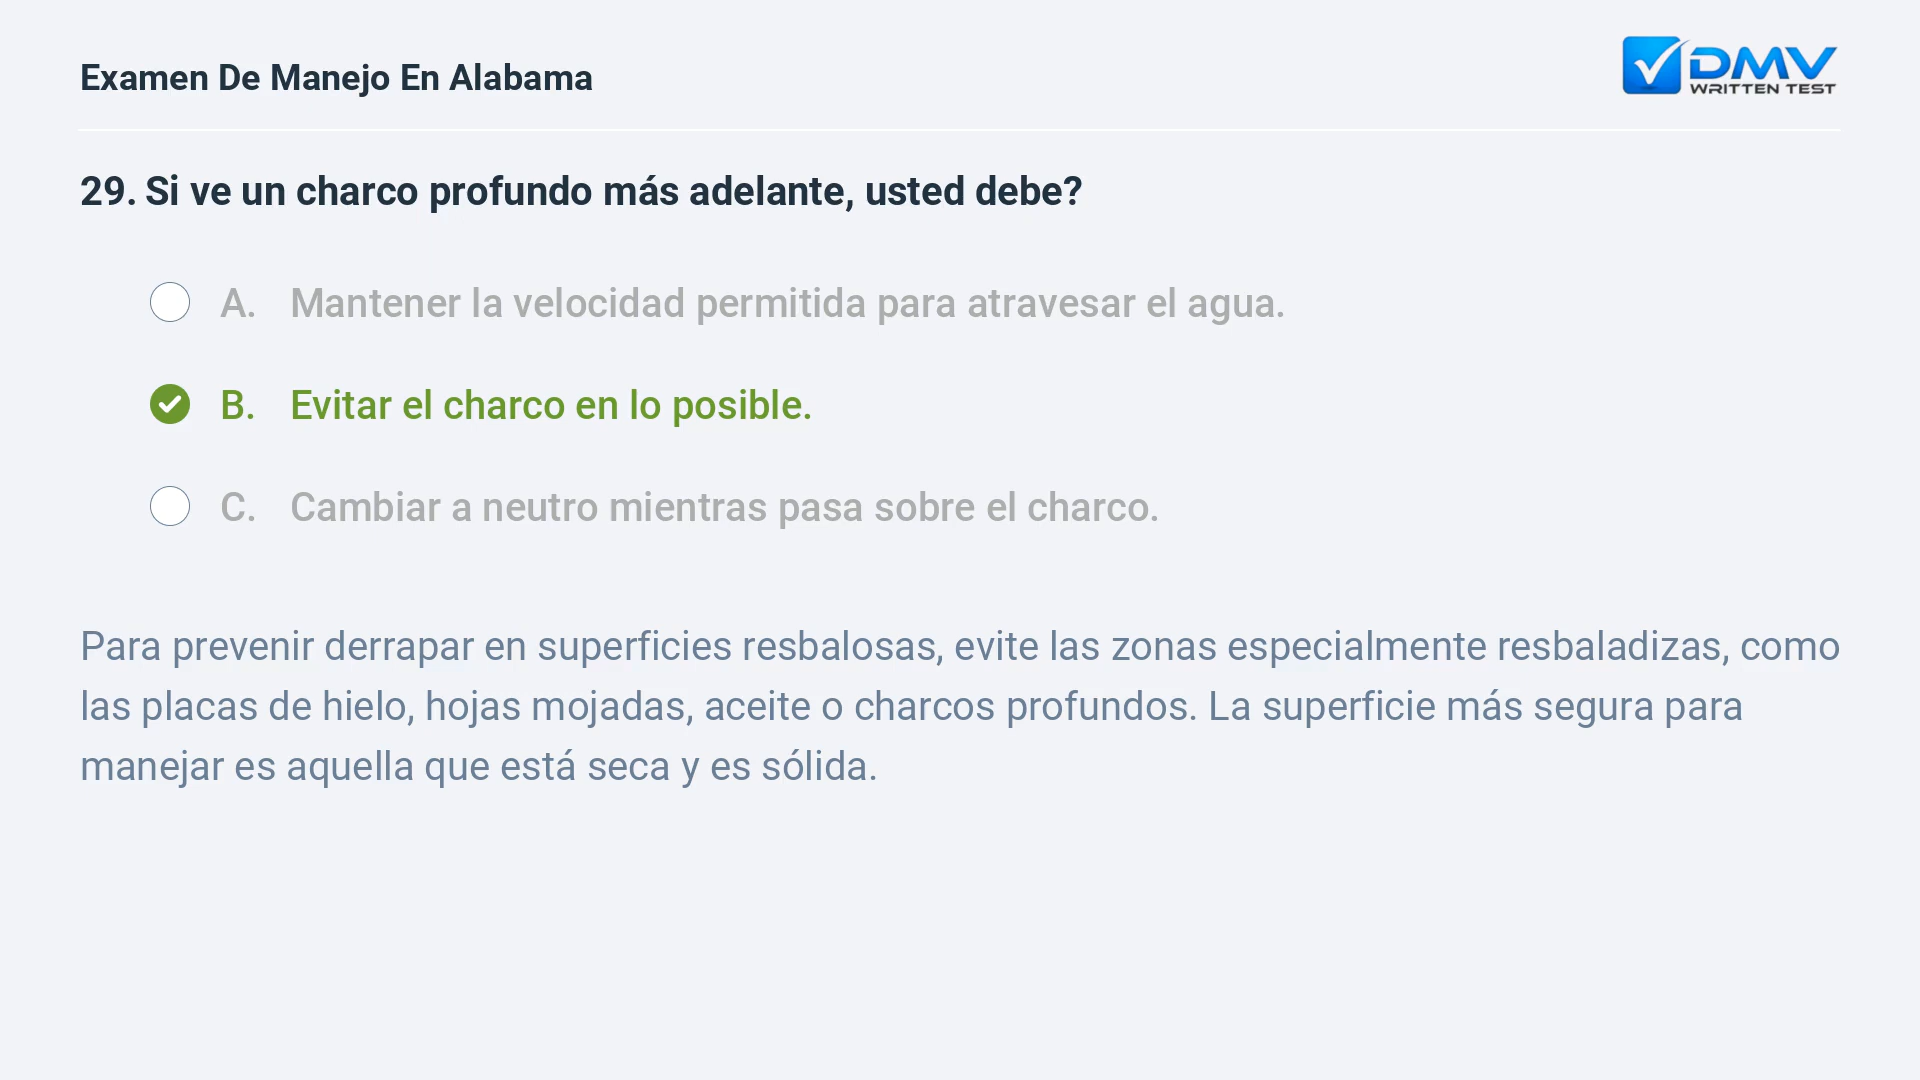 Examen De Manejo En Alabama
DMV
WRITTEN TEST
29. Si ve un charco profundo más adelante, usted debe?
A. Mantener la velocidad permitida para atravesar el agua.
B. Evitar el charco en lo posible.
C. Cambiar a neutro mientras pasa sobre el charco.
Para prevenir derrapar en superficies resbalosas, evite las zonas especialmente resbaladizas, como
las placas de hielo, hojas mojadas, aceite o charcos profundos. La superficie más segura para
manejar es aquella que está seca y es sólida.